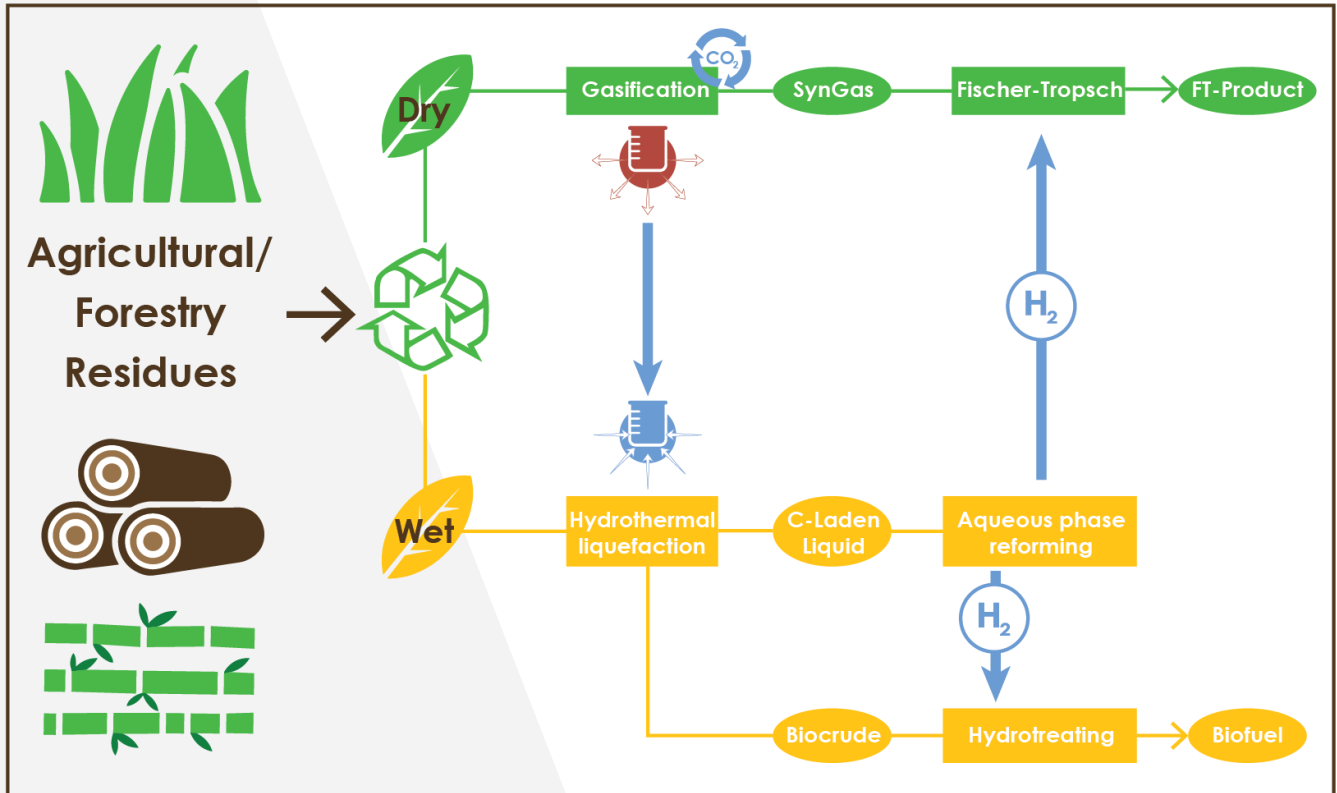 Agricultural/
Forestry
Residues
Dry
Gasification
CO₂
SynGas
Fischer-Tropsch
FT-Product
H₂
Wet
Hydrothermal
liquefaction
C-Laden
Liquid
Aqueous phase
reforming
H₂
Biocrude
Hydrotreating
Biofuel